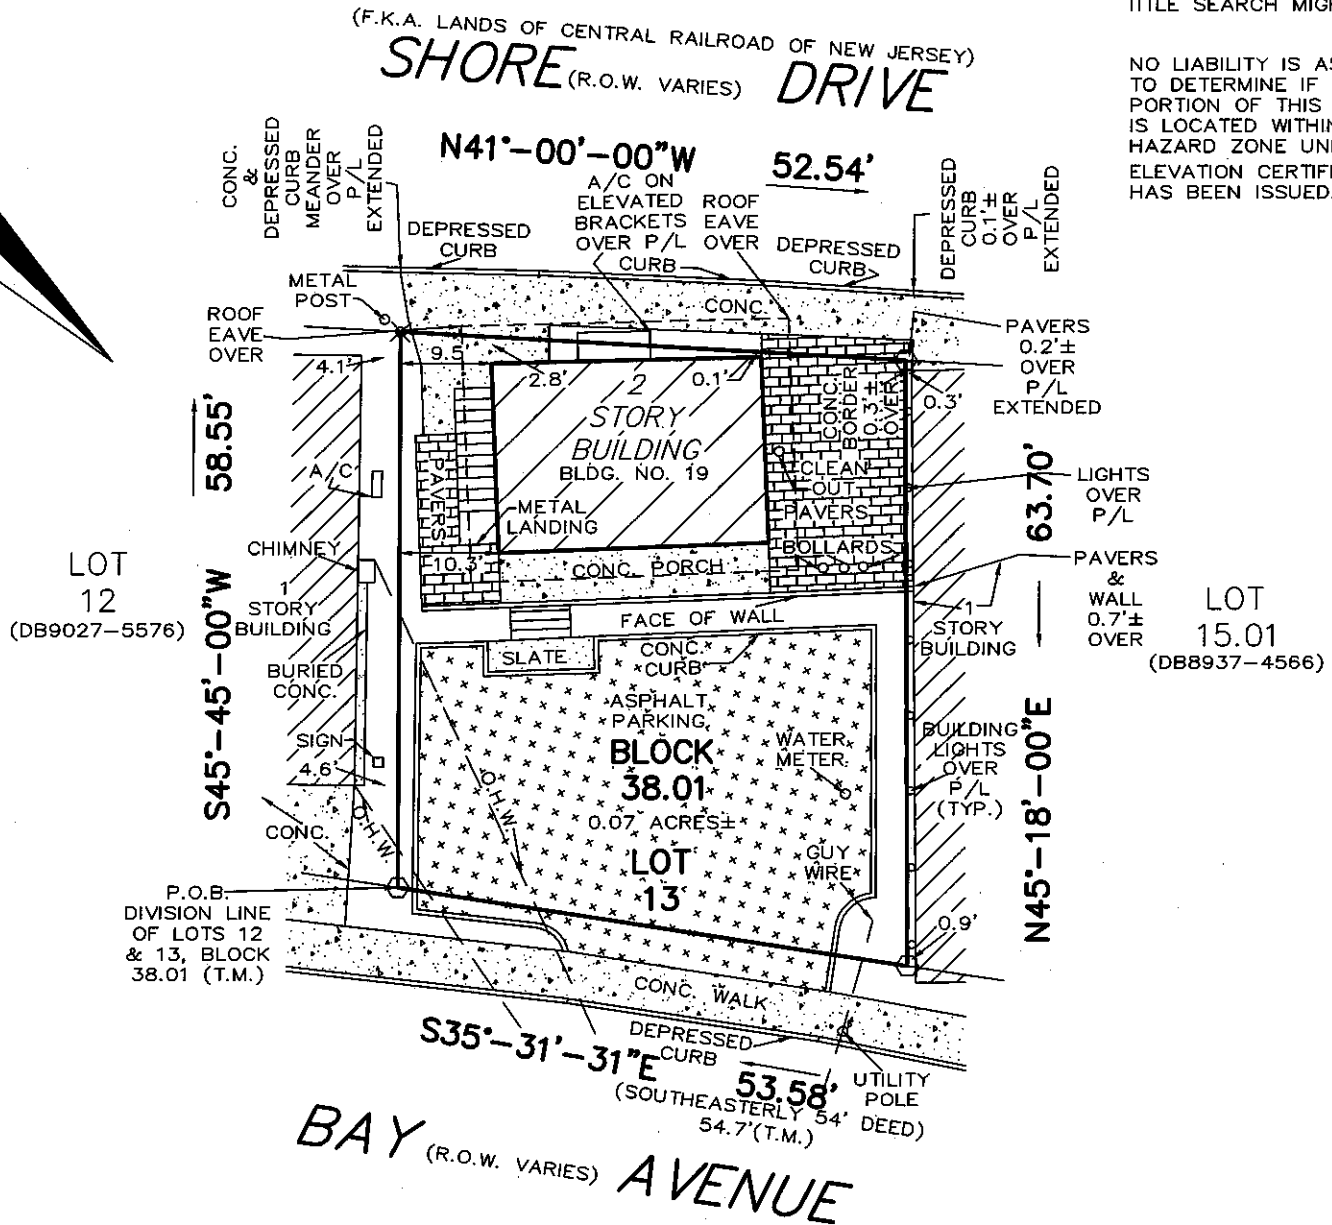 TITLE SEARCH
NO LIABILITY IS
TO DETERMINE IF
PORTION OF THIS
IS LOCATED WITHIN
HAZARD ZONE
ELEVATION
HAS BEEN ISSUED.
(F.K.A. LANDS OF CENTRAL RAILROAD OF NEW JERSEY)
SHORE (R.O.W. VARIES) DRIVE
N41°-00'-00"W 52.54'
CONC.
&
DEPRESSED
CURB
MEANDER
OVER
P/L
EXTENDED
DEPRESSED
CURB
A/C ON
ELEVATED
BRACKETS
OVER P/L
CURB
ROOF
EAVE
OVER
DEPRESSED
CURB
DEPRESSED
CURB
0.1'±
OVER
P/L
EXTENDED
METAL
POST
CONC.
ROOF
EAVE
OVER
4.1'
9.5'
2.8'
0.1'
0.3'
PAVERS
0.2'±
OVER
P/L
EXTENDED
CONC.
BORDER
0.3'±
OVER
2
STORY
BUILDING
BLDG. NO. 19
58.55'
S45°-45'-00"W
A/C
PAVERS
METAL
LANDING
CLEAN
OUT
PAVERS
BOLLARDS
63.70'
N45°-18'-00"E
LIGHTS
OVER
P/L
LOT
12
(DB9027-5576)
CHIMNEY
1
STORY
BUILDING
10.3'
CONC. PORCH
PAVERS
&
WALL
0.7'±
OVER
1
STORY
BUILDING
LOT
15.01
(DB8937-4566)
FACE OF WALL
BURIED
CONC.
SLATE
CONC.
CURB
ASPHALT
PARKING
BLOCK
38.01
0.07 ACRES±
LOT
13
WATER
METER
BUILDING
LIGHTS
OVER
P/L
(TYP.)
SIGN
4.6'
O.H.W.
O.H.W.
CONC.
GUY
WIRE
P.O.B.
DIVISION LINE
OF LOTS 12
& 13, BLOCK
38.01 (T.M.)
0.9'
CONC. WALK
S35°-31'-31"E 53.58'
DEPRESSED
CURB
(SOUTHEASTERLY 54' DEED)
54.7'(T.M.)
UTILITY
POLE
BAY (R.O.W. VARIES) AVENUE